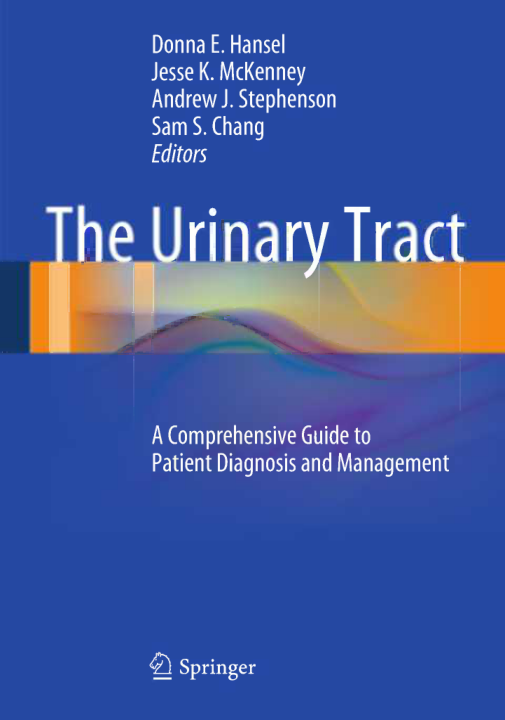 Donna E. Hansel
Jesse K. McKenney
Andrew J. Stephenson
Sam S. Chang
Editors
The Urinary Tract
A Comprehensive Guide to
Patient Diagnosis and Management
Springer